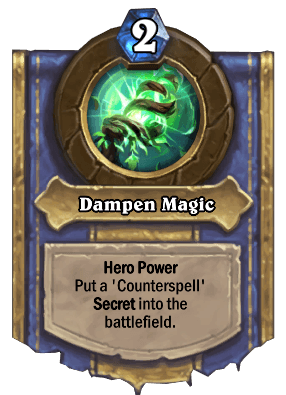 2
Dampen Magic
Hero Power
Put a 'Counterspell'
Secret into the
battlefield.